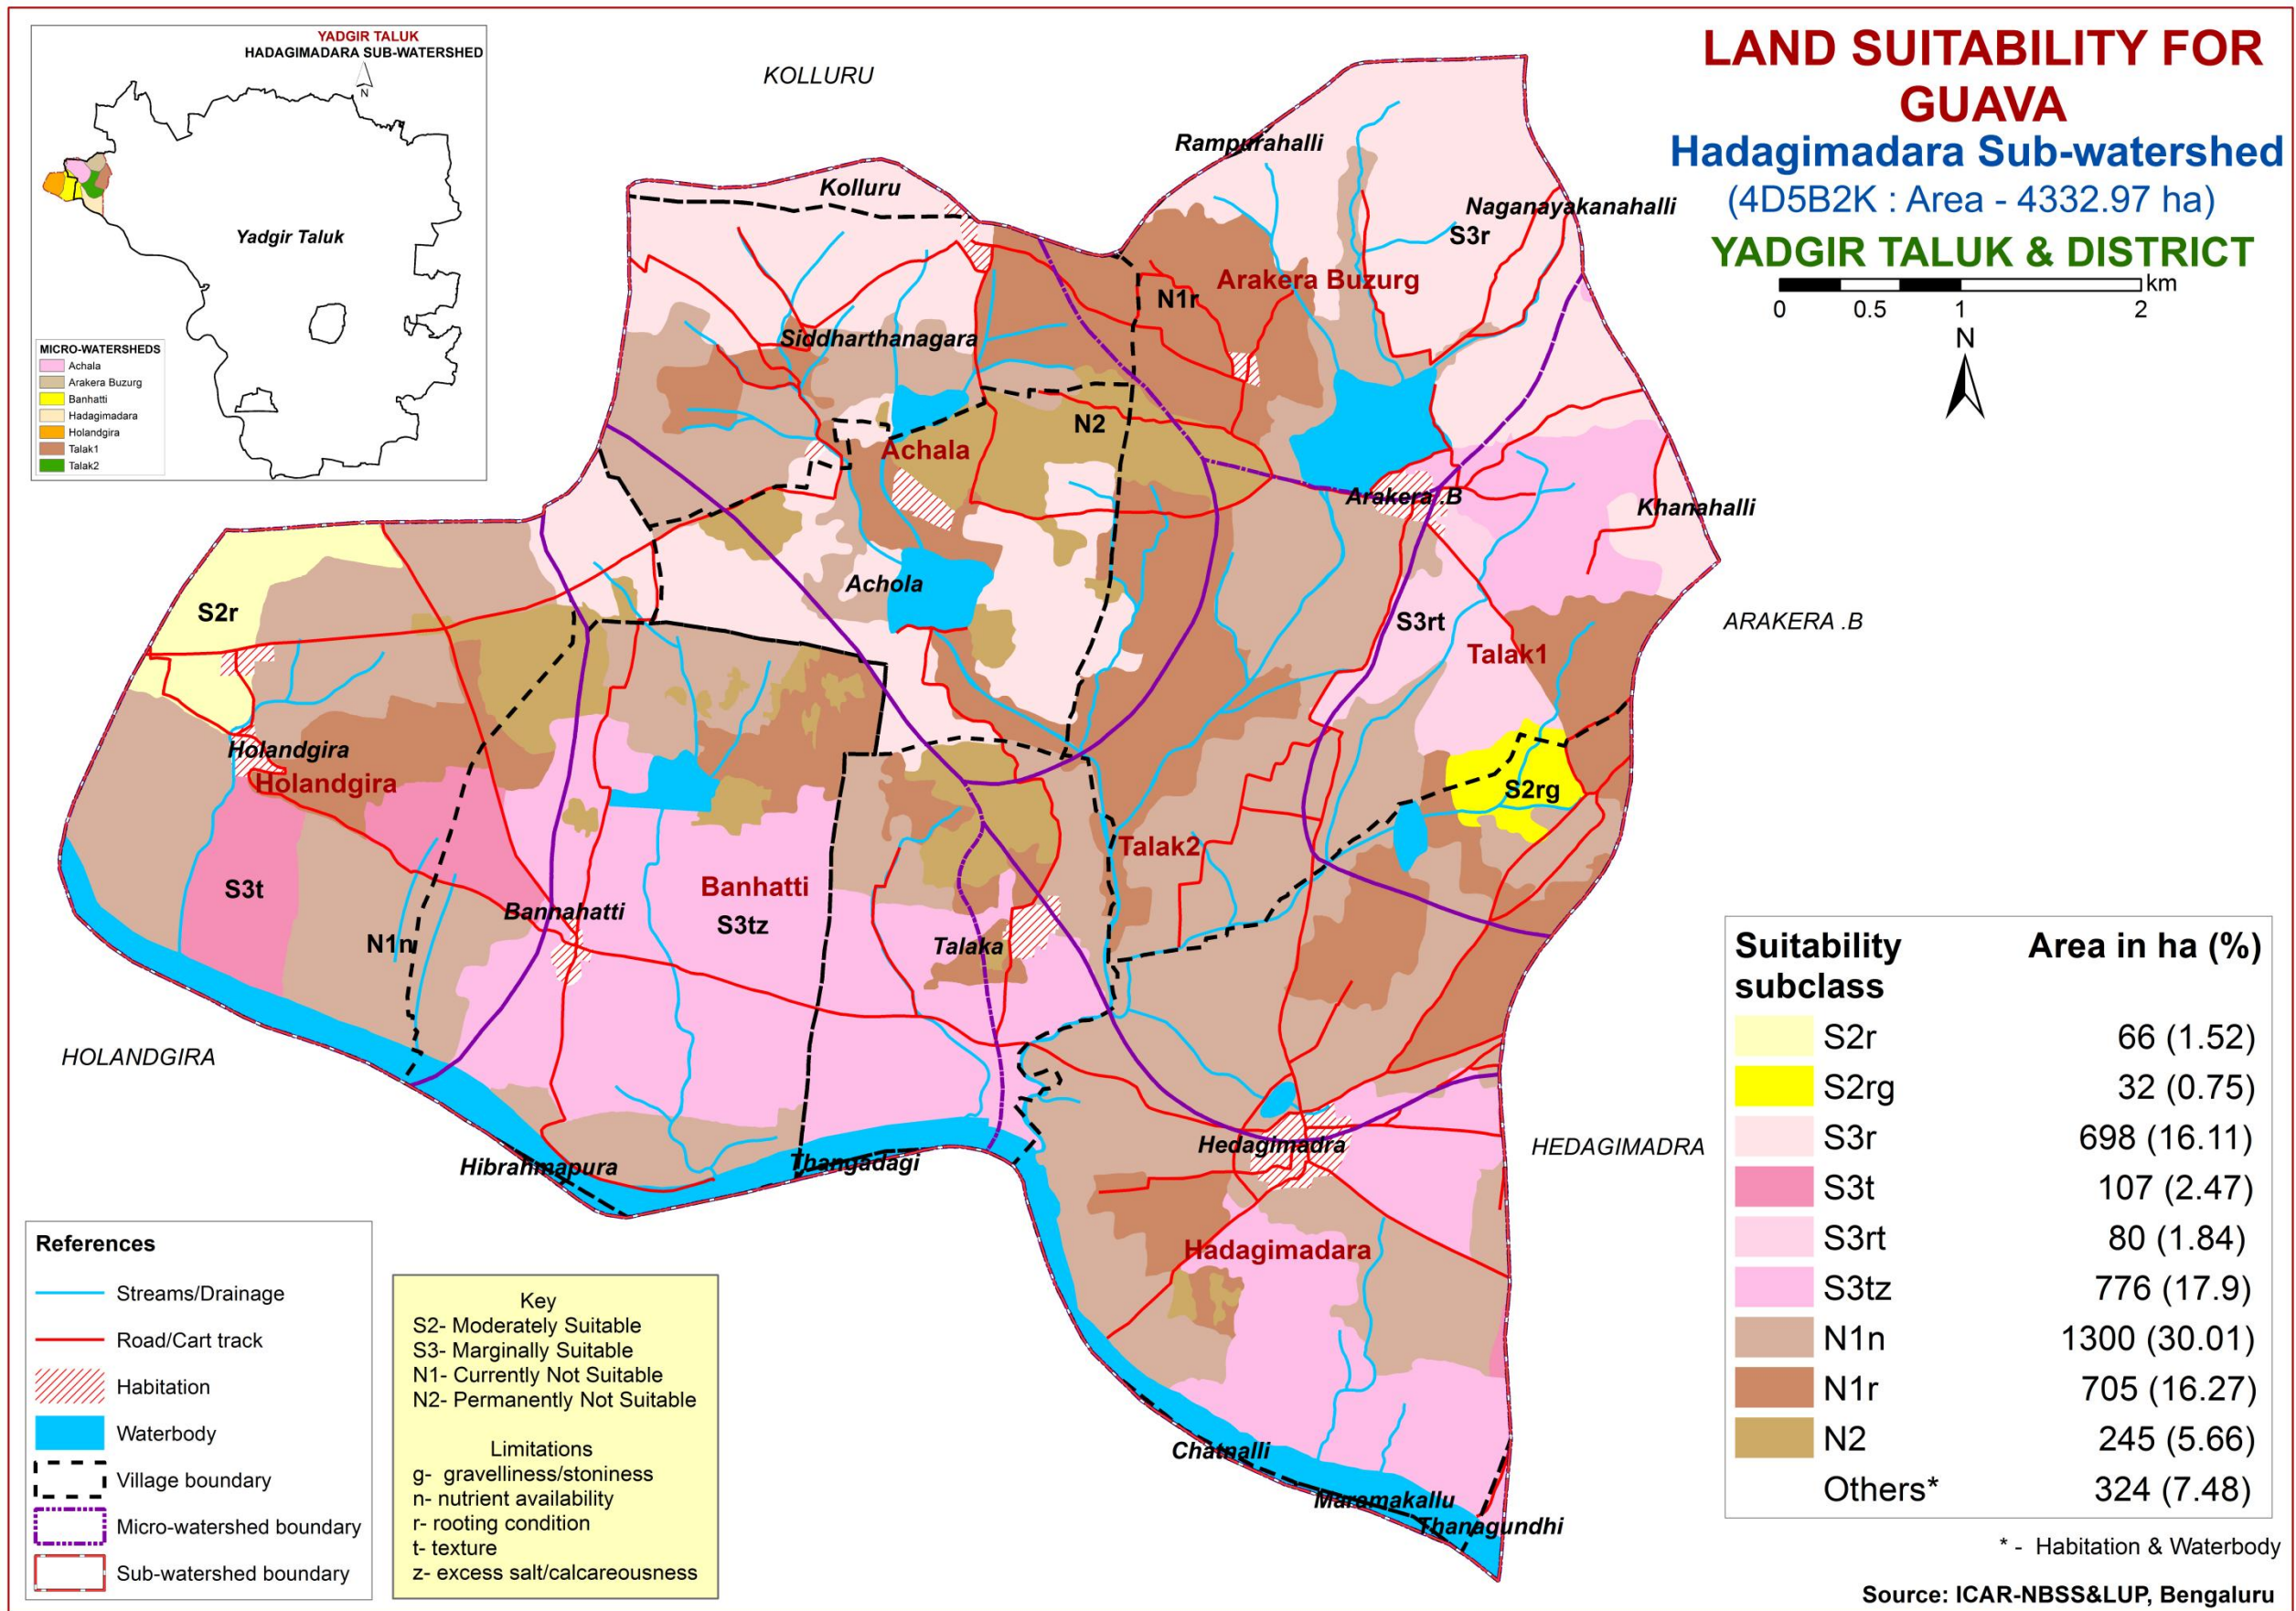 YADGIR TALUK
HADAGIMADARA SUB-WATERSHED
N
Yadgir Taluk
MICRO-WATERSHEDS
Achala
Arakera Buzurg
Banhatti
Hadagimadara
Holandgira
Talak1
Talak2
LAND SUITABILITY FOR
GUAVA
Hadagimadara Sub-watershed
(4D5B2K : Area - 4332.97 ha)
YADGIR TALUK & DISTRICT
km
0 0.5 1 2
N
KOLLURU
Rampurahalli
Kolluru
Naganayakanahalli
S3r
Arakera Buzurg
N1r
Siddharthanagara
N2
Achala
Arakera .B
Khanahalli
Achola
S2r
S3rt
ARAKERA .B
Talak1
Holandgira
Holandgira
S2rg
Talak2
S3t
Banhatti
Bannahatti
S3tz
N1n
Talaka
HOLANDGIRA
Hedagimadra
HEDAGIMADRA
Hibrahmapura
Thangadagi
Hadagimadara
Chatnalli
Maramakallu
Thanagundhi
References
Streams/Drainage
Road/Cart track
Habitation
Waterbody
Village boundary
Micro-watershed boundary
Sub-watershed boundary
Key
S2- Moderately Suitable
S3- Marginally Suitable
N1- Currently Not Suitable
N2- Permanently Not Suitable
Limitations
g- gravelliness/stoniness
n- nutrient availability
r- rooting condition
t- texture
z- excess salt/calcareousness
Suitability Area in ha (%)
subclass
S2r 66 (1.52)
S2rg 32 (0.75)
S3r 698 (16.11)
S3t 107 (2.47)
S3rt 80 (1.84)
S3tz 776 (17.9)
N1n 1300 (30.01)
N1r 705 (16.27)
N2 245 (5.66)
Others* 324 (7.48)
* - Habitation & Waterbody
Source: ICAR-NBSS&LUP, Bengaluru